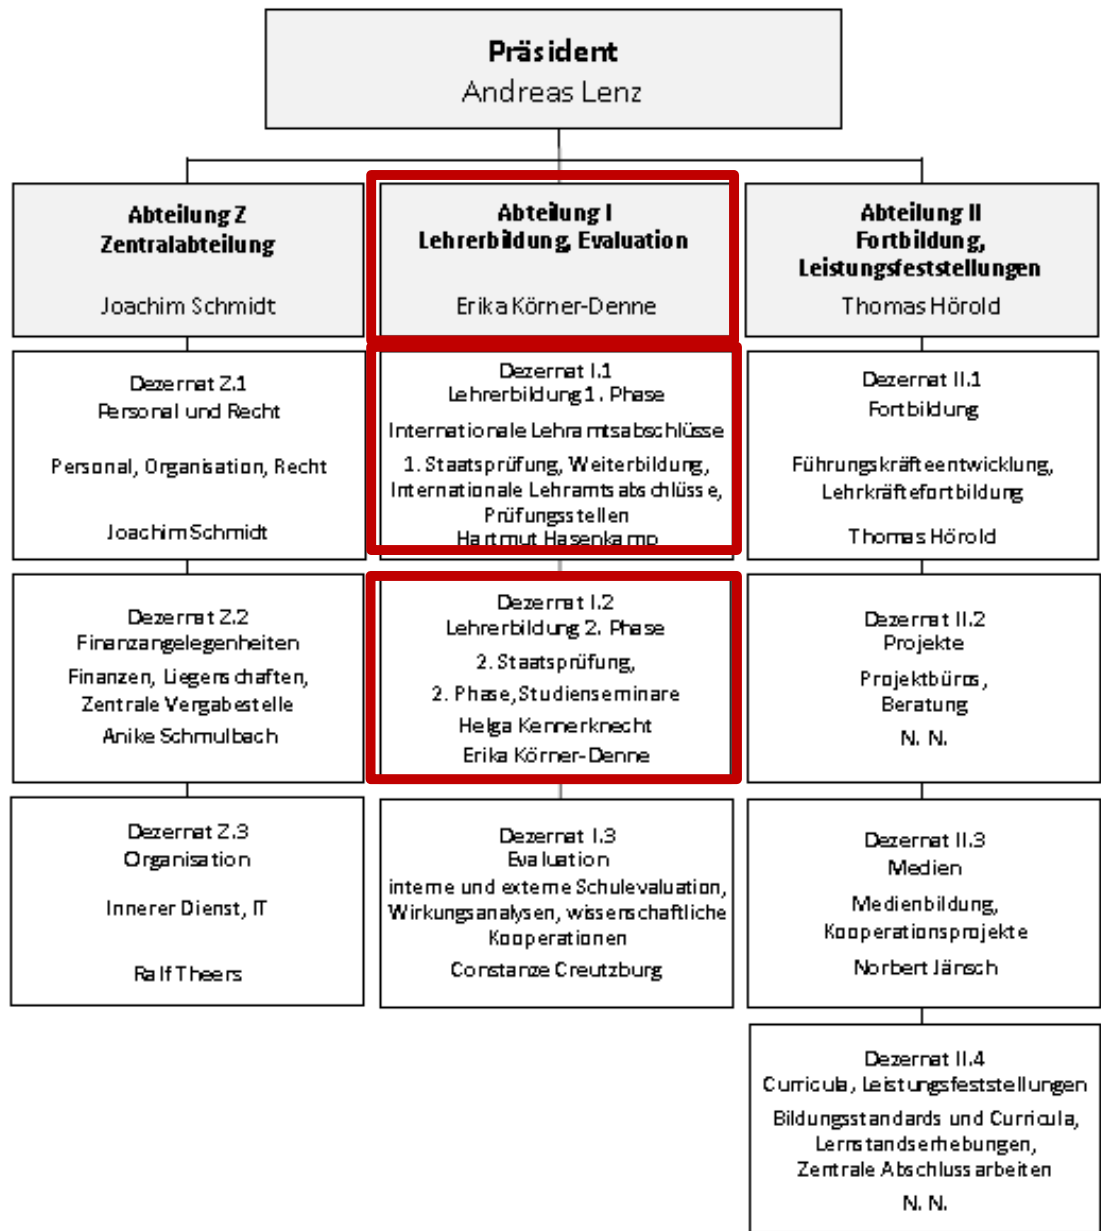 Präsident
Andreas Lenz
Abteilung Z
Zentralabteilung
Joachim Schmidt
Dezernat Z.1
Personal und Recht
Personal, Organisation, Recht
Joachim Schmidt
Dezernat Z.2
Finanzangelegenheiten
Finanzen, Liegenschaften,
Zentrale Vergabestelle
Anike Schmulbach
Dezernat Z.3
Organisation
Innerer Dienst, IT
Ralf Theers
Abteilung I
Lehrerbildung, Evaluation
Erika Körner-Denne
Dezernat I.1
Lehrerbildung 1. Phase
Internationale Lehramtsabschlüsse
1. Staatsprüfung, Weiterbildung,
Internationale Lehramtsabschlüsse,
Prüfungsstellen
Hartmut Hasenkamp
Dezernat I.2
Lehrerbildung 2. Phase
2. Staatsprüfung,
2. Phase, Studienseminare
Helga Kennerknecht
Erika Körner-Denne
Dezernat I.3
Evaluation
interne und externe Schulevaluation,
Wirkungsanalysen, wissenschaftliche
Kooperationen
Constanze Creutzburg
Abteilung II
Fortbildung,
Leistungsfeststellungen
Thomas Hörold
Dezernat II.1
Fortbildung
Führungskräfteentwicklung,
Lehrkräftefortbildung
Thomas Hörold
Dezernat II.2
Projekte
Projektbüros,
Beratung
N. N.
Dezernat II.3
Medien
Medienbildung,
Kooperationsprojekte
Norbert Jänsch
Dezernat II.4
Curricula, Leistungsfeststellungen
Bildungsstandards und Curricula,
Lernstandserhebungen,
Zentrale Abschlussarbeiten
N. N.